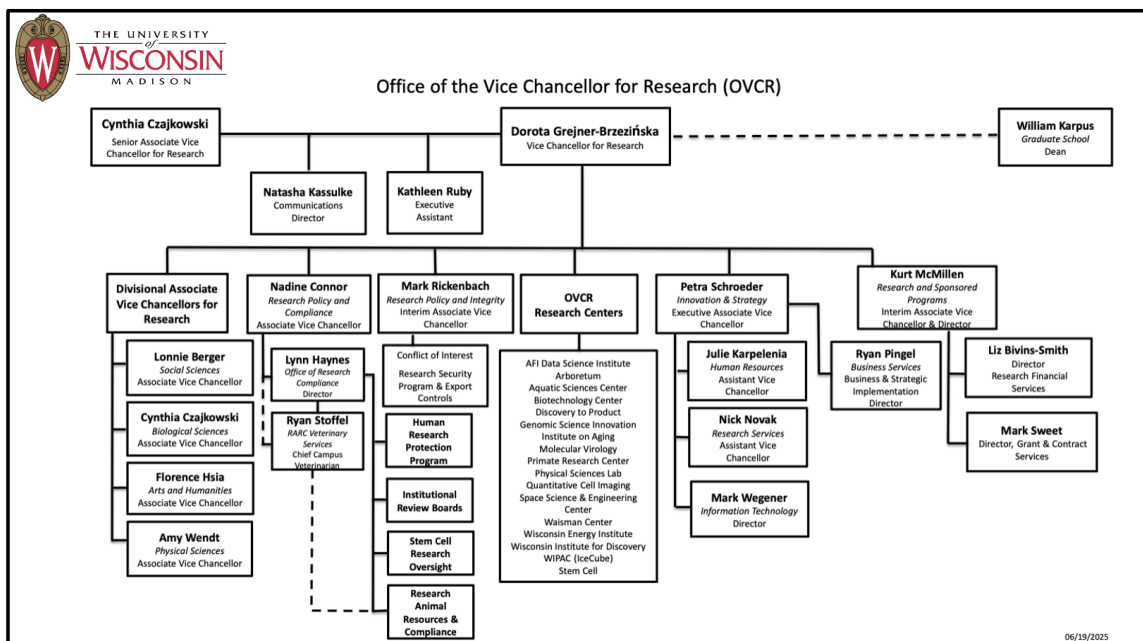 THE UNIVERSITY
of
WISCONSIN
MADISON
W
Office of the Vice Chancellor for Research (OVCR)
Cynthia Czajkowski
Senior Associate Vice
Chancellor for Research
Dorota Grejner-Brzezińska
Vice Chancellor for Research
William Karpus
Graduate School
Dean
Natasha Kassulke
Communications
Director
Kathleen Ruby
Executive
Assistant
Divisional Associate
Vice Chancellors for
Research
Nadine Connor
Research Policy and
Compliance
Associate Vice Chancellor
Mark Rickenbach
Research Policy and Integrity
Interim Associate Vice
Chancellor
OVCR
Research Centers
Petra Schroeder
Innovation & Strategy
Executive Associate Vice
Chancellor
Kurt McMillen
Research and Sponsored
Programs
Interim Associate Vice
Chancellor & Director
Lonnie Berger
Social Sciences
Associate Vice Chancellor
Cynthia Czajkowski
Biological Sciences
Associate Vice Chancellor
Florence Hsia
Arts and Humanities
Associate Vice Chancellor
Amy Wendt
Physical Sciences
Associate Vice Chancellor
Lynn Haynes
Office of Research
Compliance
Director
Ryan Stoffel
RARC Veterinary
Services
Chief Campus
Veterinarian
Conflict of Interest
Research Security
Program & Export
Controls
Human
Research
Protection
Program
Institutional
Review Boards
Stem Cell
Research
Oversight
Research
Animal
Resources &
Compliance
AFI Data Science Institute
Arboretum
Aquatic Sciences Center
Biotechnology Center
Discovery to Product
Genomic Science Innovation
Institute on Aging
Molecular Virology
Primate Research Center
Physical Sciences Lab
Quantitative Cell Imaging
Space Science & Engineering
Center
Waisman Center
Wisconsin Energy Institute
Wisconsin Institute for Discovery
WIPAC (IceCube)
Stem Cell
Julie Karpelenia
Human Resources
Assistant Vice
Chancellor
Nick Novak
Research Services
Assistant Vice
Chancellor
Mark Wegener
Information Technology
Director
Ryan Pingel
Business Services
Business & Strategic
Implementation
Director
Liz Bivins-Smith
Director
Research Financial
Services
Mark Sweet
Director, Grant & Contract
Services
06/19/2025